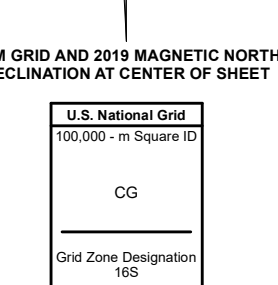 M GRID AND 2019 MAGNETIC NORTH
ECLINATION AT CENTER OF SHEET
U.S. National Grid
100,000 - m Square ID
CG
Grid Zone Designation
16S